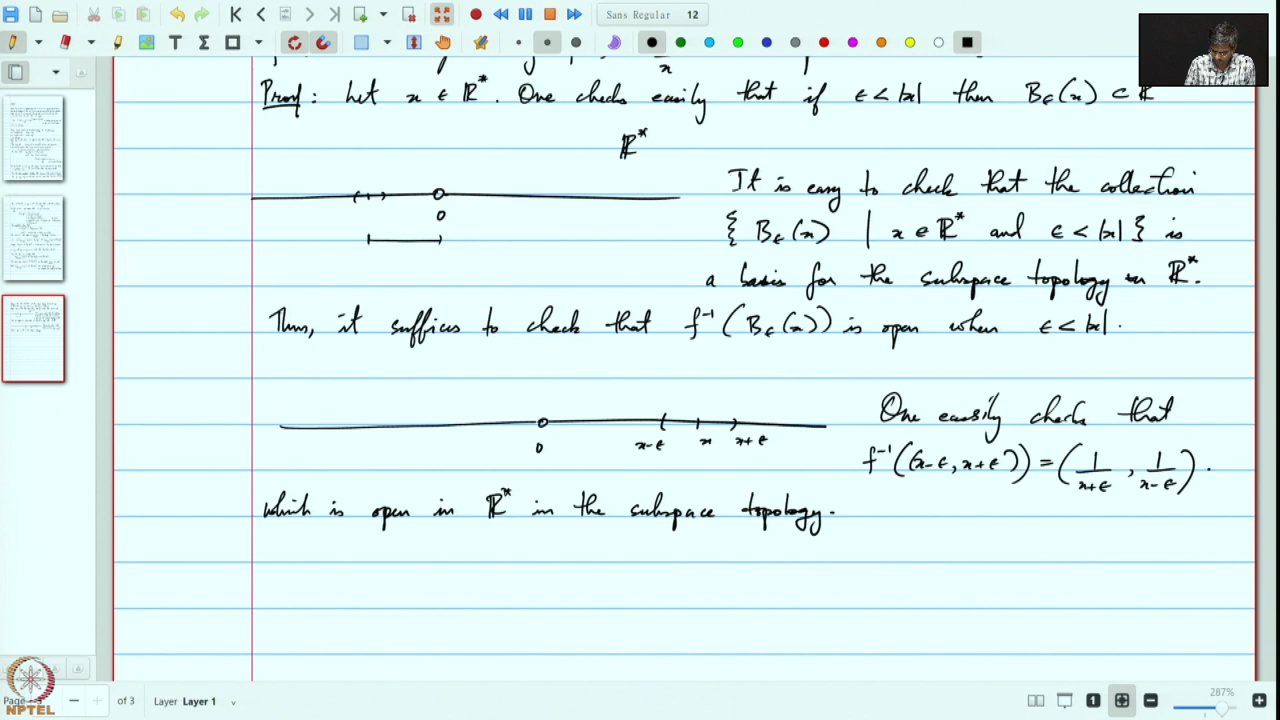 Sans Regular 12
x
Proof : Let x ∈ ℝ*. One checks easily that if ε < |x| then Bε(x) ⊂ ℝ
ℝ*
0
It is easy to check that the collection
{ Bε(x) | x ∈ ℝ* and ε < |x| } is
a basis for the subspace topology on ℝ*.
Thus, it suffices to check that f⁻¹(Bε(x)) is open when ε < |x|.
0 x-ε x x+ε
One easily checks that
f⁻¹((x-ε, x+ε)) = (1/(x+ε), 1/(x-ε)).
which is open in ℝ* in the subspace topology.
NPTEL
Page 3 of 3 Layer Layer 1
287%